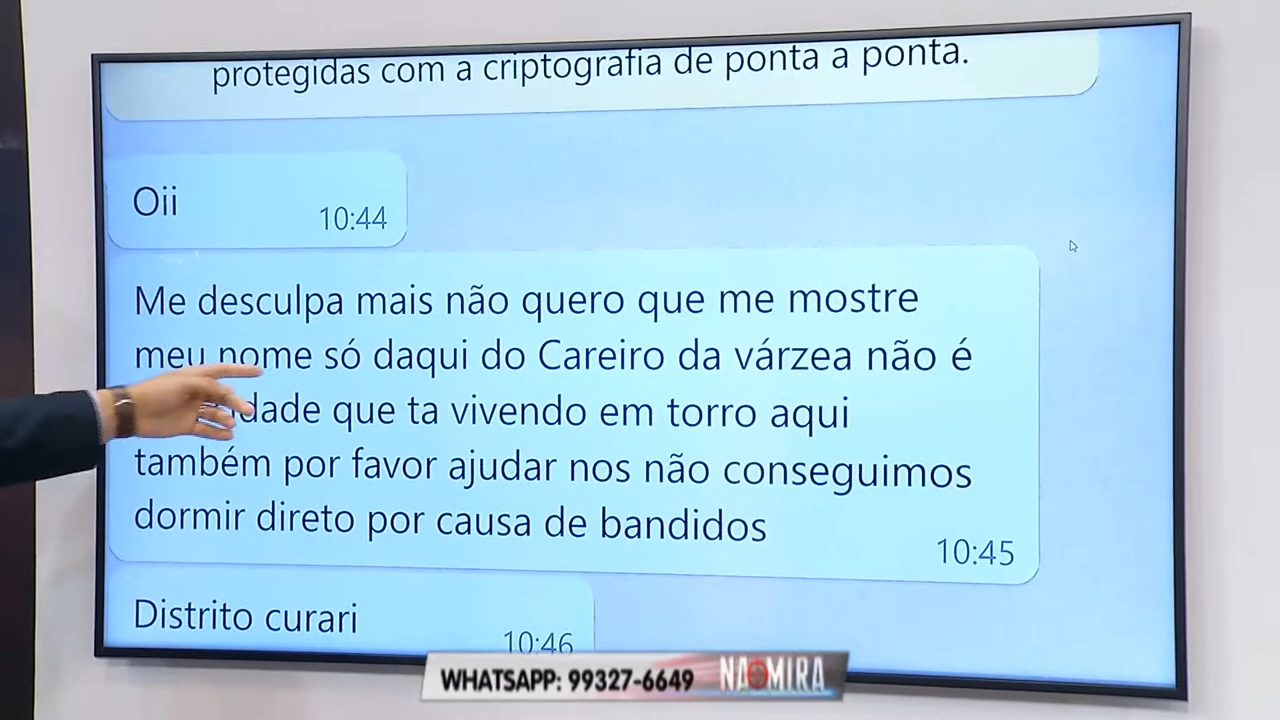 protegidas com a criptografia de ponta a ponta.
Oii
10:44
Me desculpa mais não quero que me mostre
meu nome só daqui do Careiro da várzea não é
que ta vivendo em torro aqui
também por favor ajudar nos não conseguimos
dormir direto por causa de bandidos
10:45
Distrito curari
10:46
WHATSAPP: 99327-6649 NA MIRA